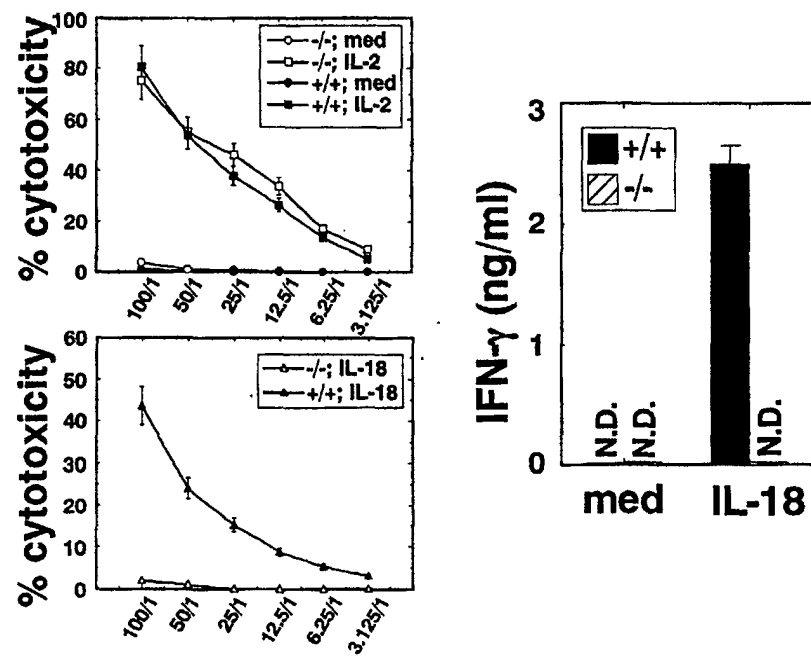 % cytotoxicity
100
80
60
40
20
0
-/-; med
-/-; IL-2
+/+; med
+/+; IL-2
100/1
50/1
25/1
12.5/1
6.25/1
3.125/1
% cytotoxicity
60
50
40
30
20
10
0
-/-; IL-18
+/+; IL-18
100/1
50/1
25/1
12.5/1
6.25/1
3.125/1
IFN-γ (ng/ml)
3
2
1
0
+/+
-/-
N.D.
N.D.
N.D.
med
IL-18